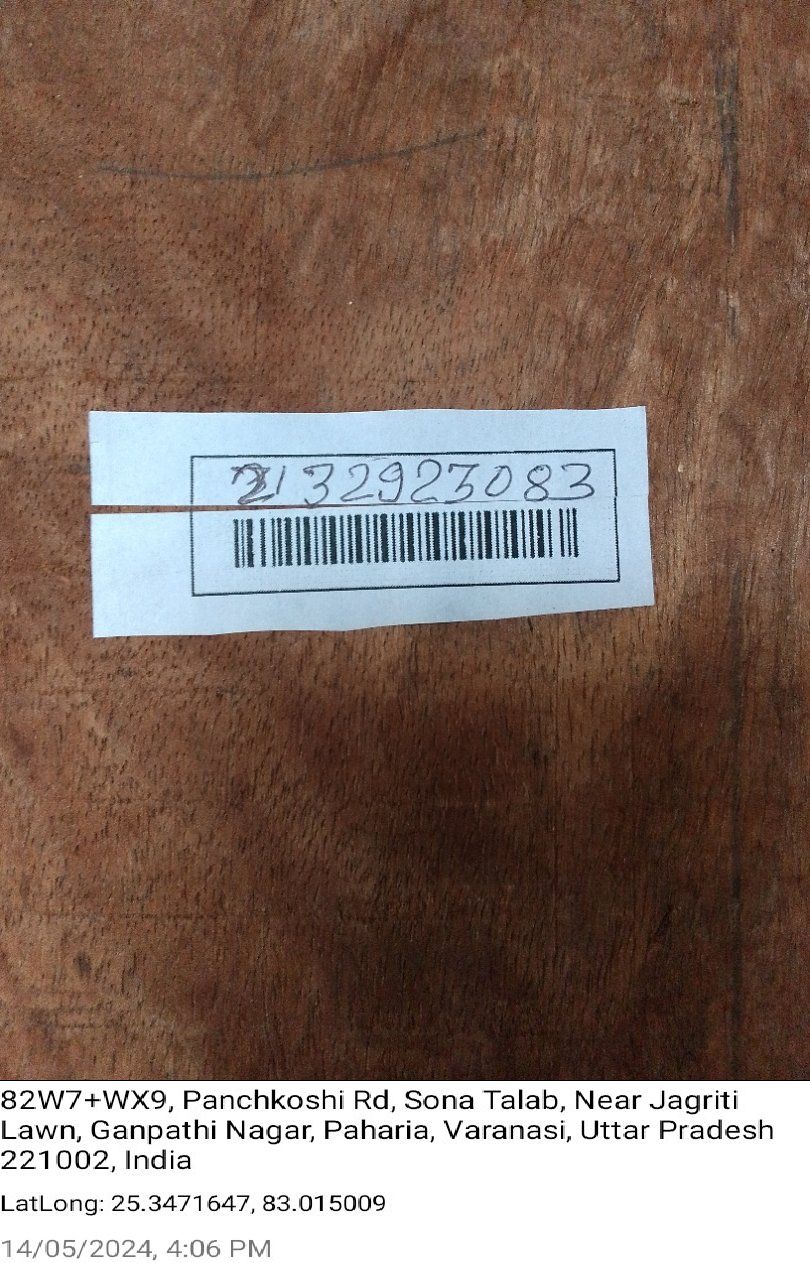 2132923083
82W7+WX9, Panchkoshi Rd, Sona Talab, Near Jagriti
Lawn, Ganpathi Nagar, Paharia, Varanasi, Uttar Pradesh
221002, India
LatLong: 25.3471647, 83.015009
14/05/2024, 4:06 PM